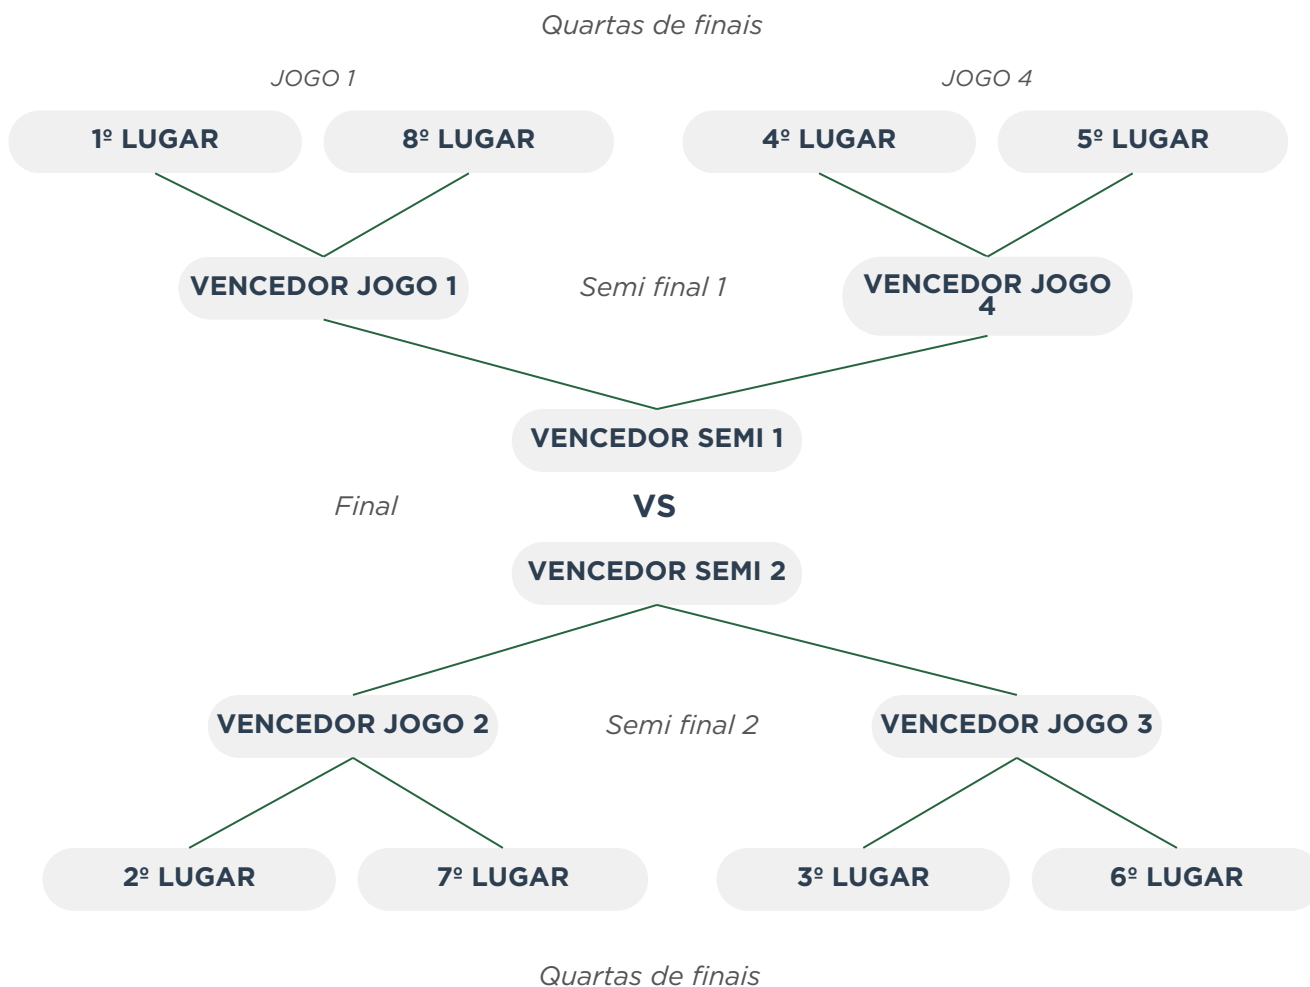 Quartas de finais
JOGO 1
JOGO 4
1º LUGAR
8º LUGAR
4º LUGAR
5º LUGAR
VENCEDOR JOGO 1
Semi final 1
VENCEDOR JOGO
4
VENCEDOR SEMI 1
Final
VS
VENCEDOR SEMI 2
VENCEDOR JOGO 2
Semi final 2
VENCEDOR JOGO 3
2º LUGAR
7º LUGAR
3º LUGAR
6º LUGAR
Quartas de finais